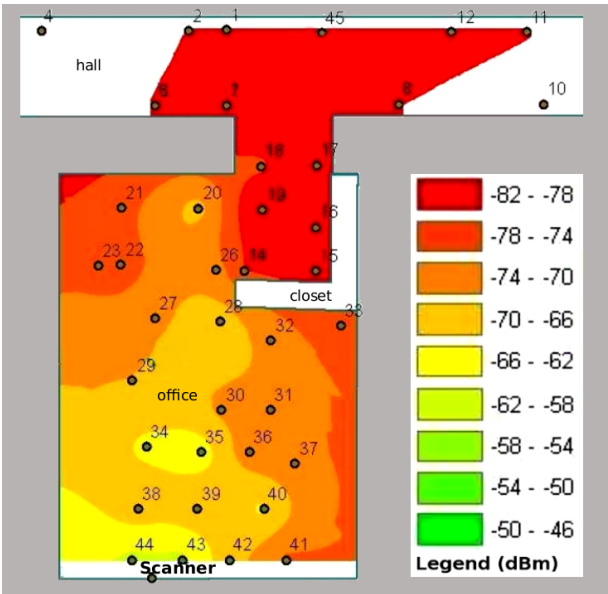 4
2
1
45
12
11
hall
6
7
8
10
18
17
21
20
19
16
23
22
26
14
15
closet
27
28
33
32
29
office
30
31
34
35
36
37
38
39
40
44
43
42
41
Scanner
-82 - -78
-78 - -74
-74 - -70
-70 - -66
-66 - -62
-62 - -58
-58 - -54
-54 - -50
-50 - -46
Legend (dBm)